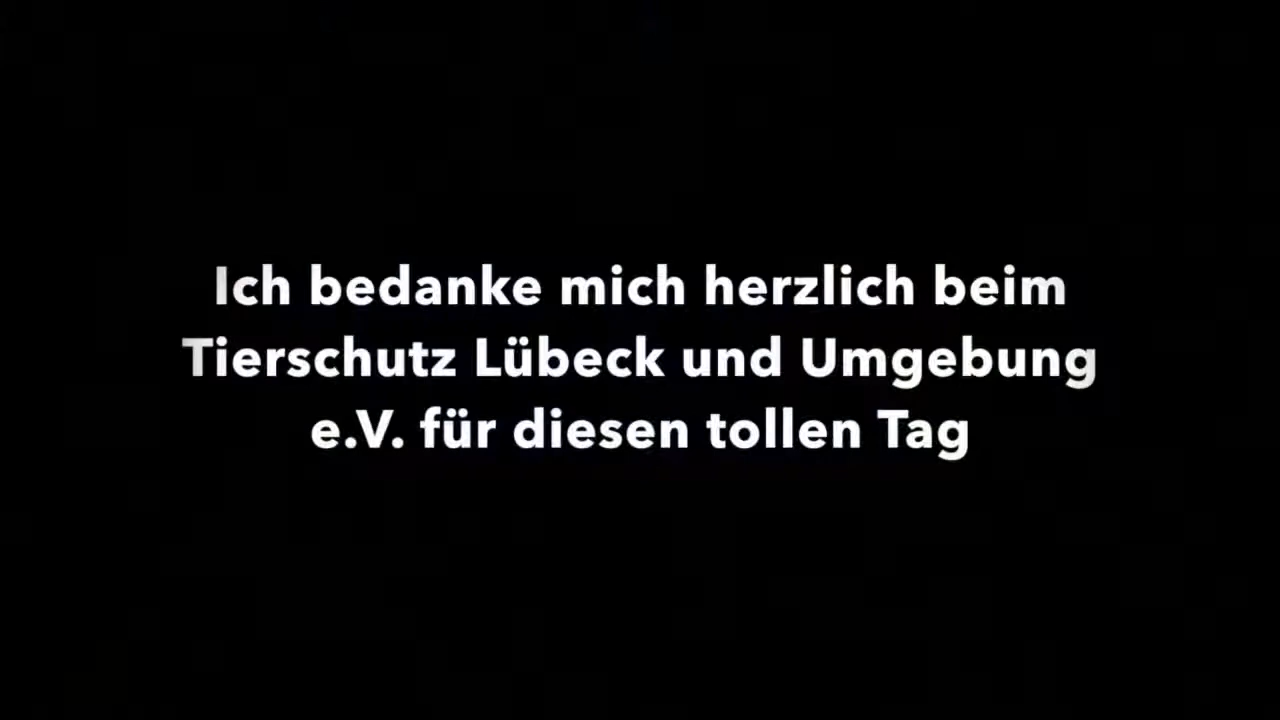 Ich bedanke mich herzlich beim
Tierschutz Lübeck und Umgebung
e.V. für diesen tollen Tag